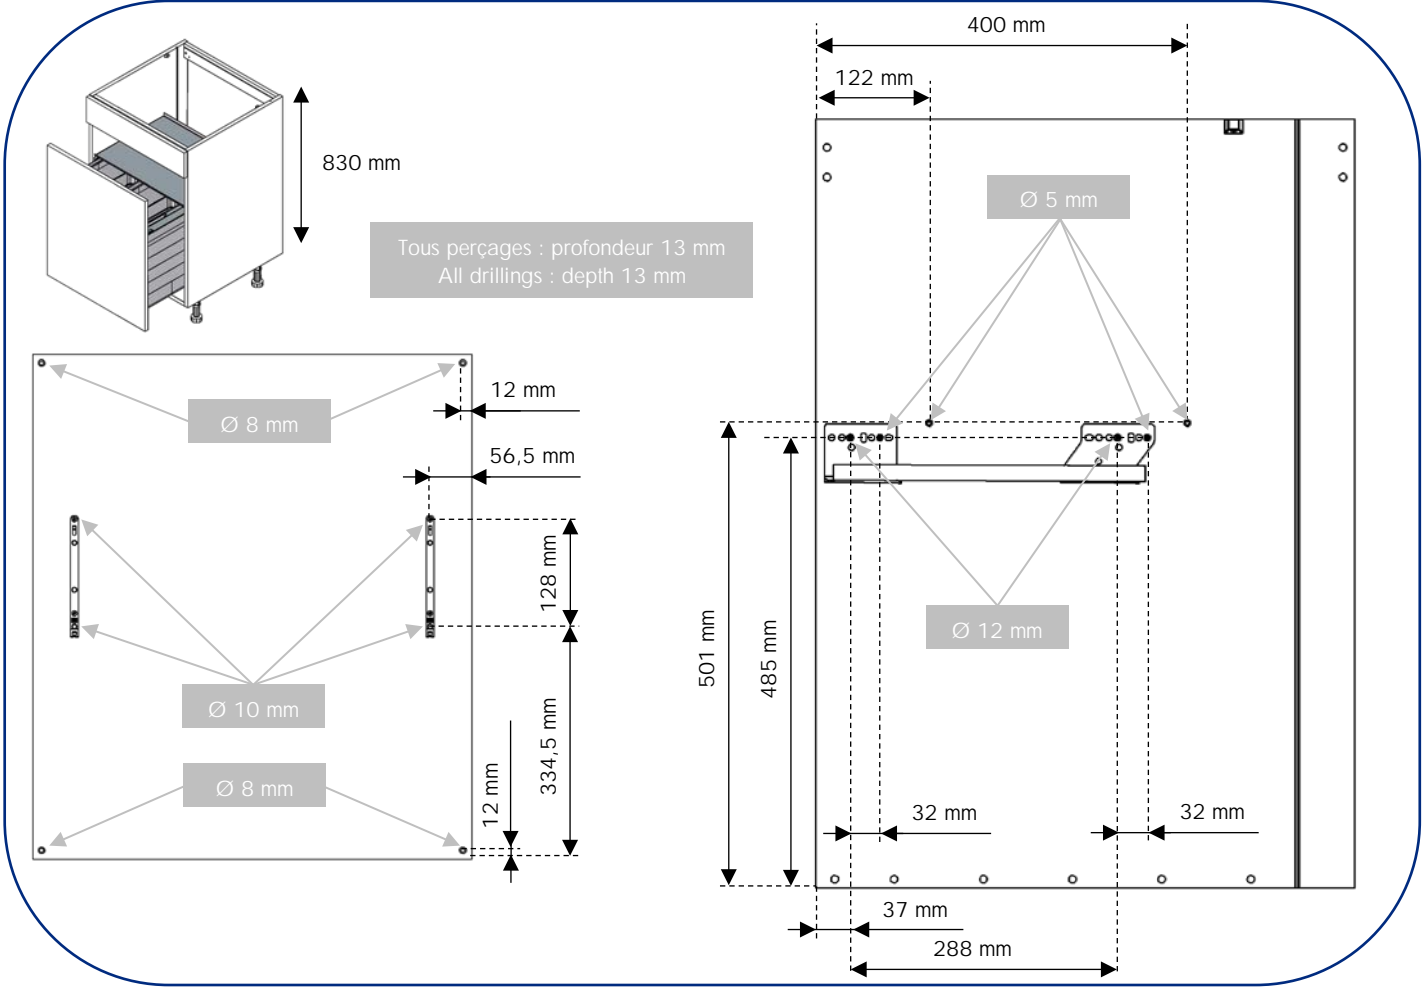 400 mm
122 mm
830 mm
Ø 5 mm
Tous perçages : profondeur 13 mm
All drillings : depth 13 mm
12 mm
Ø 8 mm
56,5 mm
128 mm
Ø 12 mm
501 mm
485 mm
Ø 10 mm
334,5 mm
Ø 8 mm
12 mm
32 mm
32 mm
37 mm
288 mm